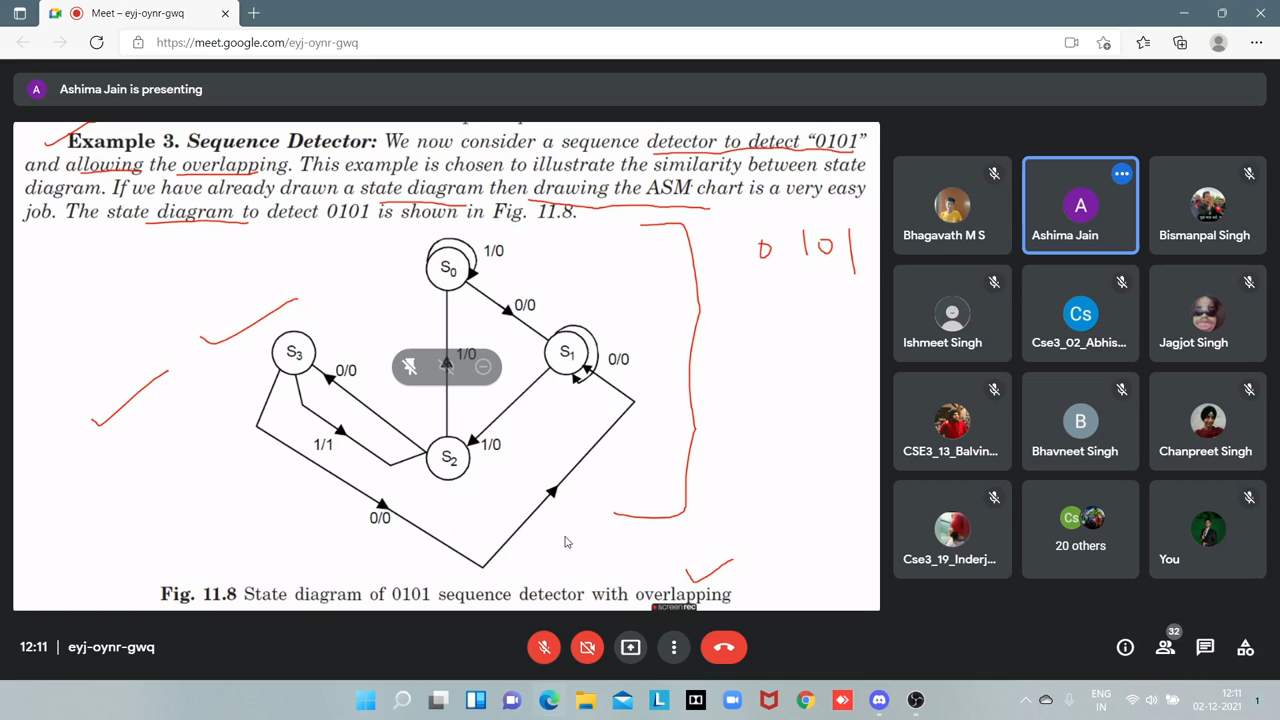 Meet – eyj-oynr-gwq
https://meet.google.com/eyj-oynr-gwq
A Ashima Jain is presenting
Example 3. Sequence Detector: We now consider a sequence detector to detect “0101”
and allowing the overlapping. This example is chosen to illustrate the similarity between state
diagram. If we have already drawn a state diagram then drawing the ASM chart is a very easy
job. The state diagram to detect 0101 is shown in Fig. 11.8.
0 101
S0
1/0
0/0
S3
S1
0/0
1/0
0/0
1/1
1/0
S2
0/0
Fig. 11.8 State diagram of 0101 sequence detector with overlapping
screenrec
Bhagavath M S
A
Ashima Jain
Bismanpal Singh
Ishmeet Singh
Cs
Cse3_02_Abhis...
Jagjot Singh
CSE3_13_Balvin...
B
Bhavneet Singh
Chanpreet Singh
Cse3_19_Inderj...
Cs
20 others
You
12:11 | eyj-oynr-gwq
32
L
ENG
IN
12:11
02-12-2021
1